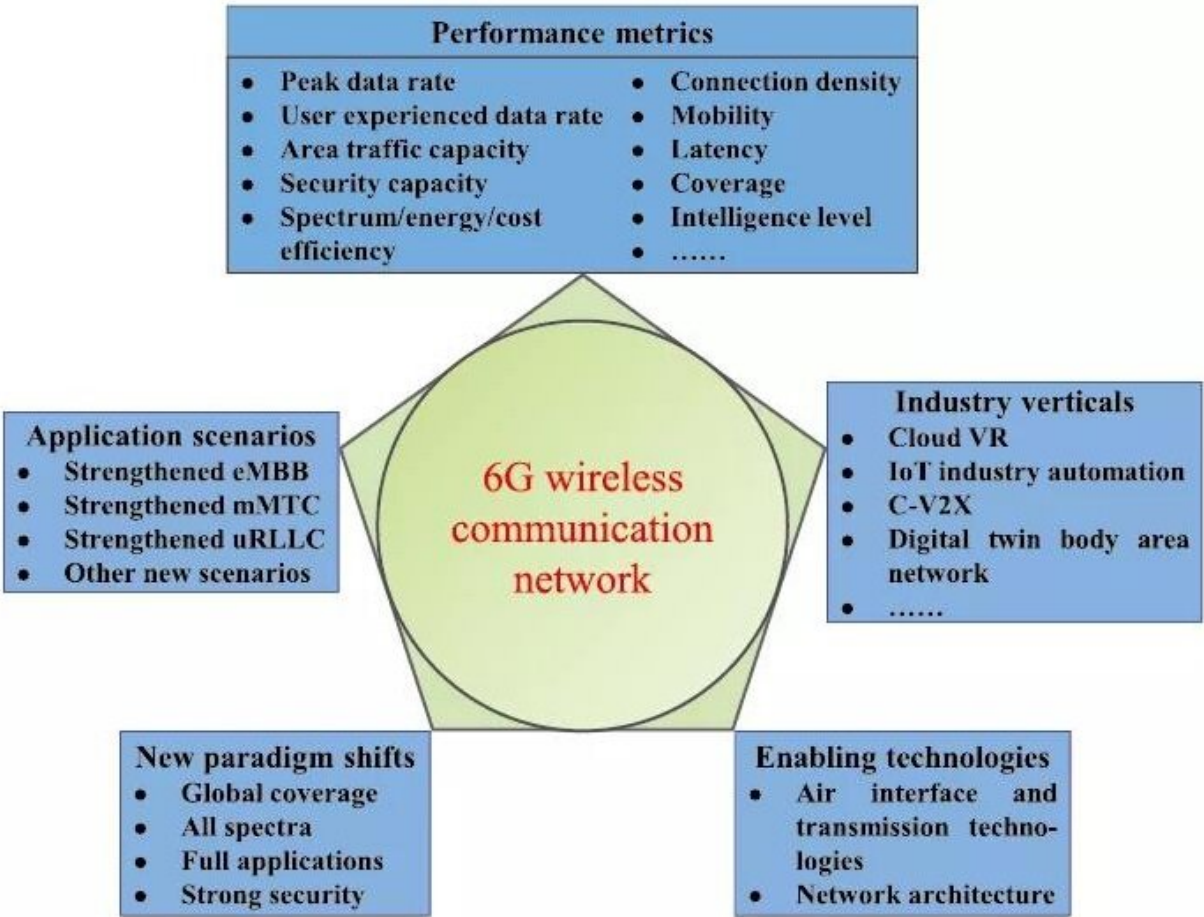 Performance metrics
• Peak data rate
• User experienced data rate
• Area traffic capacity
• Security capacity
• Spectrum/energy/cost
efficiency
• Connection density
• Mobility
• Latency
• Coverage
• Intelligence level
• ……
Application scenarios
• Strengthened eMBB
• Strengthened mMTC
• Strengthened uRLLC
• Other new scenarios
6G wireless
communication
network
Industry verticals
• Cloud VR
• IoT industry automation
• C-V2X
• Digital twin body area
network
• ……
New paradigm shifts
• Global coverage
• All spectra
• Full applications
• Strong security
Enabling technologies
• Air interface and
transmission techno-
logies
• Network architecture